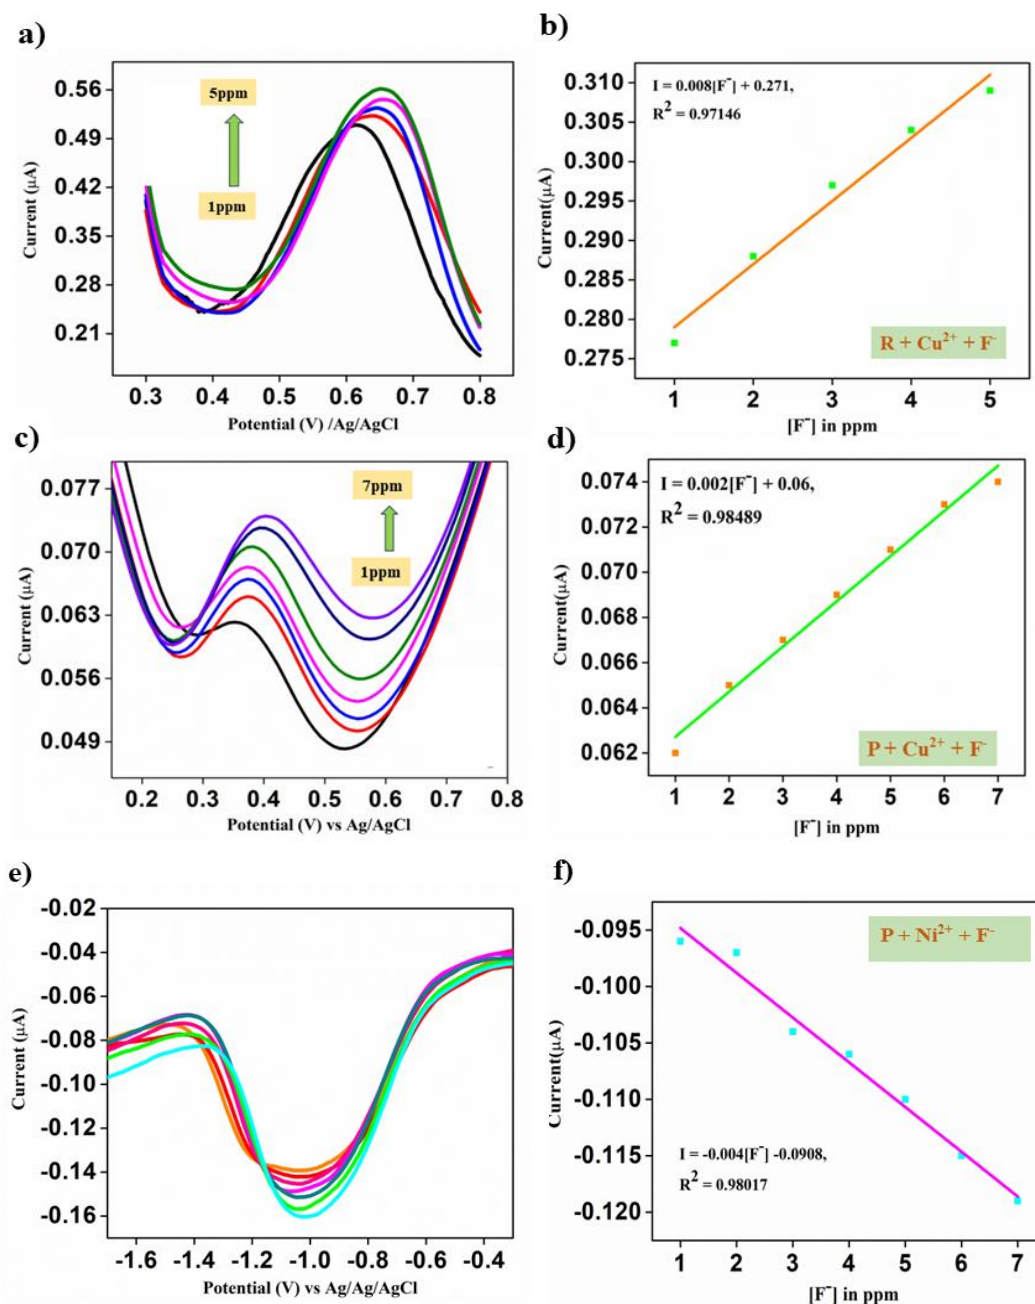 a)
0.56
0.49
0.42
0.35
0.28
0.21
Current (μA)
5ppm
1ppm
0.3 0.4 0.5 0.6 0.7 0.8
Potential (V) /Ag/AgCl
b)
0.310
0.305
0.300
0.295
0.290
0.285
0.280
0.275
Current(μA)
I = 0.008[F⁻] + 0.271,
R² = 0.97146
R + Cu²⁺ + F⁻
1 2 3 4 5
[F⁻] in ppm
c)
0.077
0.070
0.063
0.056
0.049
Current (μA)
7ppm
1ppm
0.2 0.3 0.4 0.5 0.6 0.7 0.8
Potential (V) vs Ag/AgCl
d)
0.074
0.072
0.070
0.068
0.066
0.064
0.062
Current(μA)
I = 0.002[F⁻] + 0.06,
R² = 0.98489
P + Cu²⁺ + F⁻
1 2 3 4 5 6 7
[F⁻] in ppm
e)
-0.02
-0.04
-0.06
-0.08
-0.10
-0.12
-0.14
-0.16
Current (μA)
-1.6 -1.4 -1.2 -1.0 -0.8 -0.6 -0.4
Potential (V) vs Ag/Ag/AgCl
f)
-0.095
-0.100
-0.105
-0.110
-0.115
-0.120
Current(μA)
P + Ni²⁺ + F⁻
I = -0.004[F⁻] -0.0908,
R² = 0.98017
1 2 3 4 5 6 7
[F⁻] in ppm